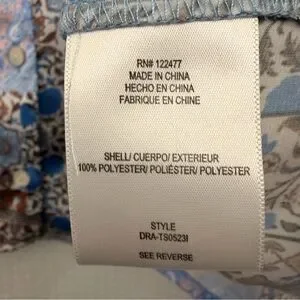 RN# 122477
MADE IN CHINA
HECHO EN CHINA
FABRIQUE EN CHINE
SHELL/ CUERPO/ EXTERIEUR
100% POLYESTER/ POLIÉSTER/ POLYESTER
STYLE
DRA-TS0523I
SEE REVERSE